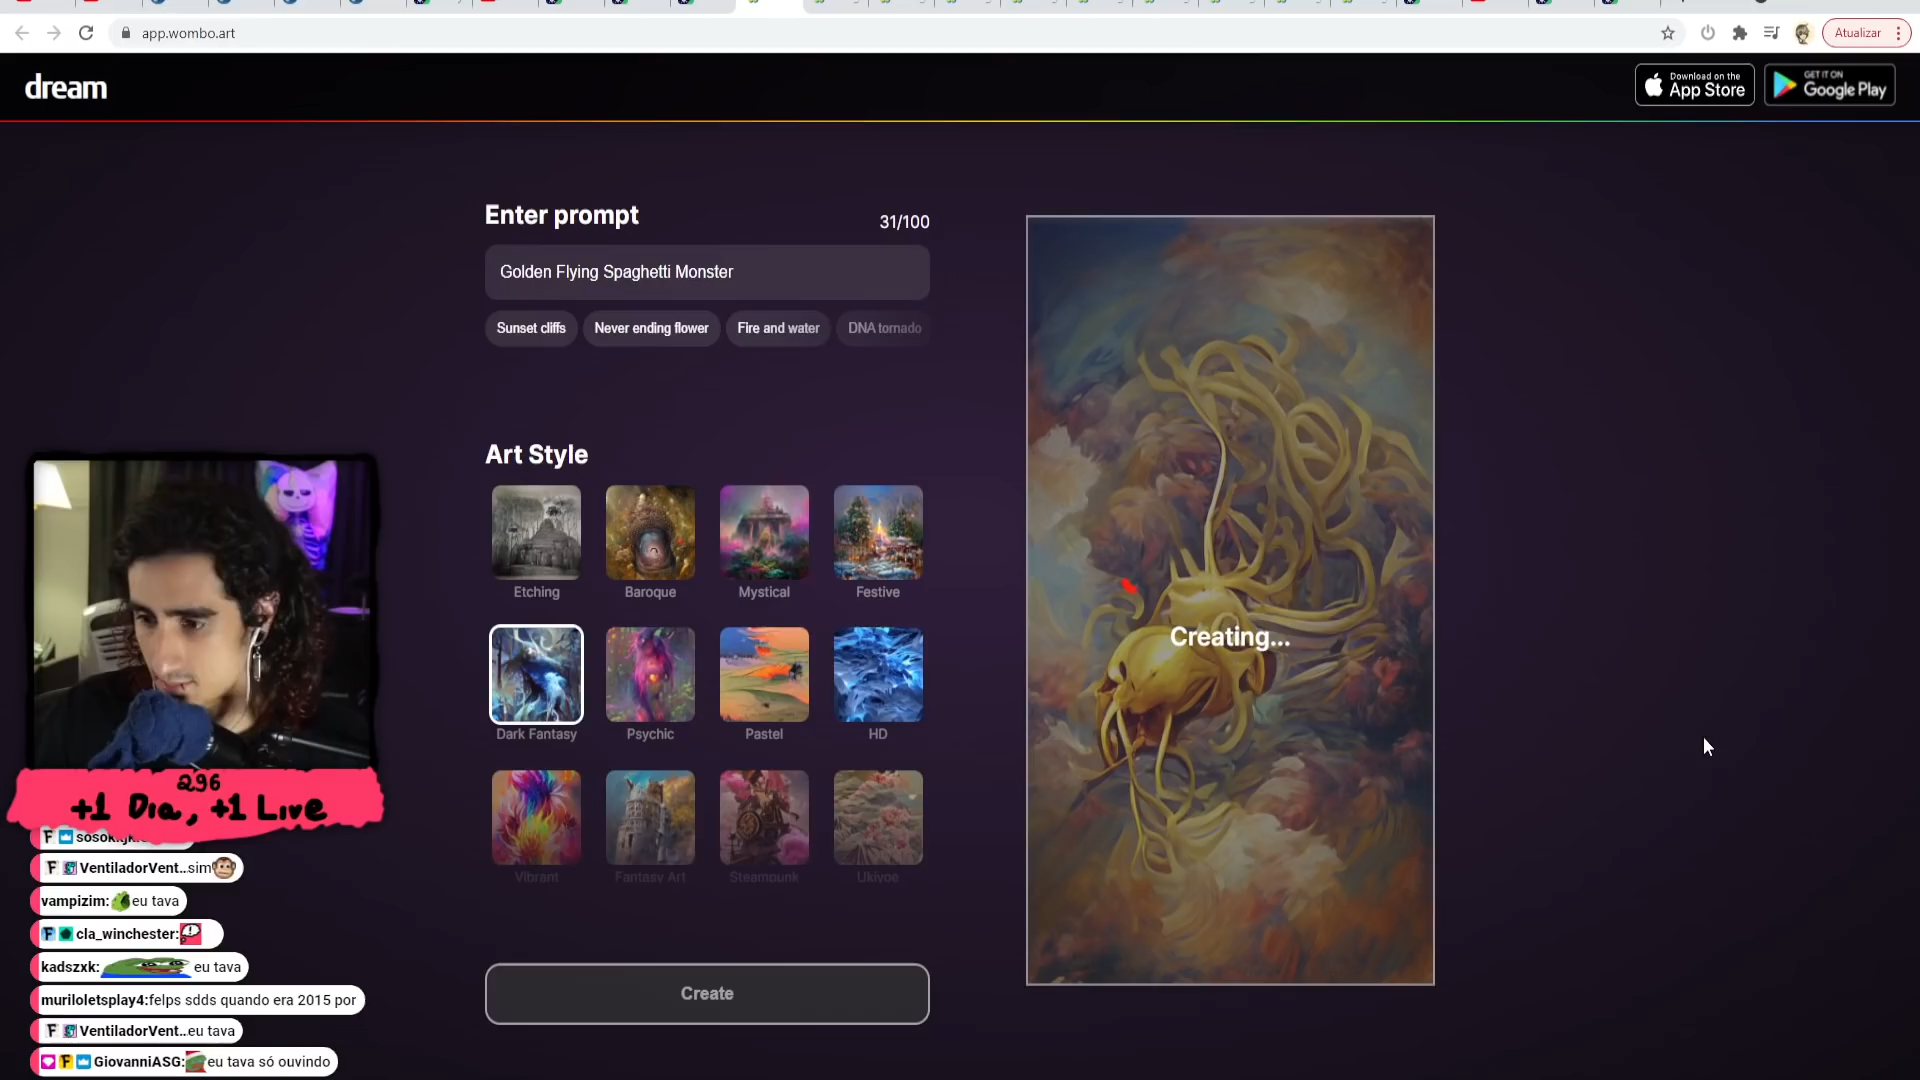 app.wombo.art
Atualizar
dream
Download on the
App Store
GET IT ON
Google Play
Enter prompt
31/100
Golden Flying Spaghetti Monster
Sunset cliffs
Never ending flower
Fire and water
DNA tornado
Art Style
Etching
Baroque
Mystical
Festive
Dark Fantasy
Psychic
Pastel
HD
Vibrant
Fantasy Art
Steampunk
Ukiyoe
Create
Creating...
296
+1 Dia, +1 Live
VentiladorVent..sim
vampizim: eu tava
cla_winchester:
kadszxk: eu tava
muriloletsplay4:felps sdds quando era 2015 por
VentiladorVent..eu tava
GiovanniASG: eu tava só ouvindo